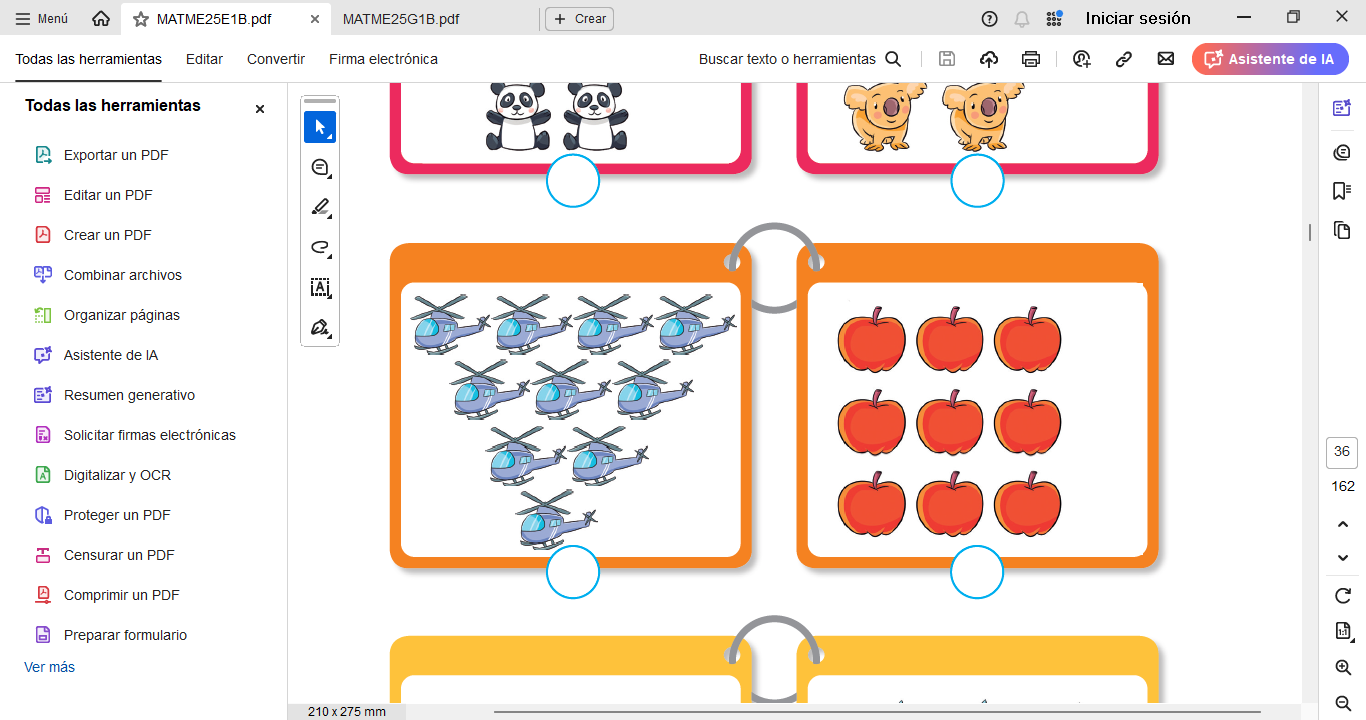 Menú
MATME25E1B.pdf
MATME25G1B.pdf
Crear
Iniciar sesión
Todas las herramientas
Editar
Convertir
Firma electrónica
Buscar texto o herramientas
Asistente de IA
Todas las herramientas
Exportar un PDF
Editar un PDF
Crear un PDF
Combinar archivos
Organizar páginas
Asistente de IA
Resumen generativo
Solicitar firmas electrónicas
Digitalizar y OCR
Proteger un PDF
Censurar un PDF
Comprimir un PDF
Preparar formulario
Ver más
36
162
1:1
210 x 275 mm